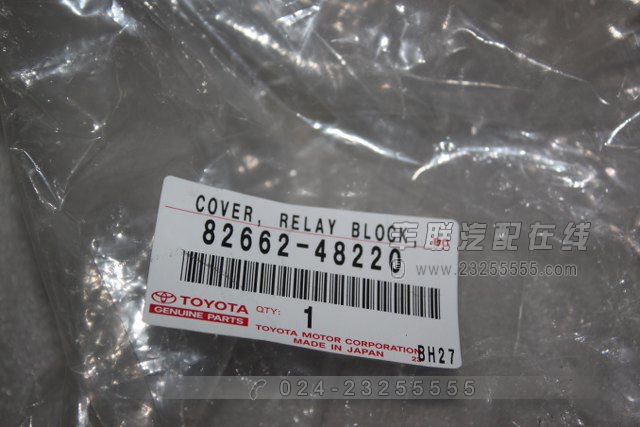 COVER, RELAY BLOCK,
82662-48220
车联汽配在线
www.23255555.com
TOYOTA
GENUINE PARTS
QTY: 1
TOYOTA MOTOR CORPORATION
MADE IN JAPAN
BH27
024-23255555